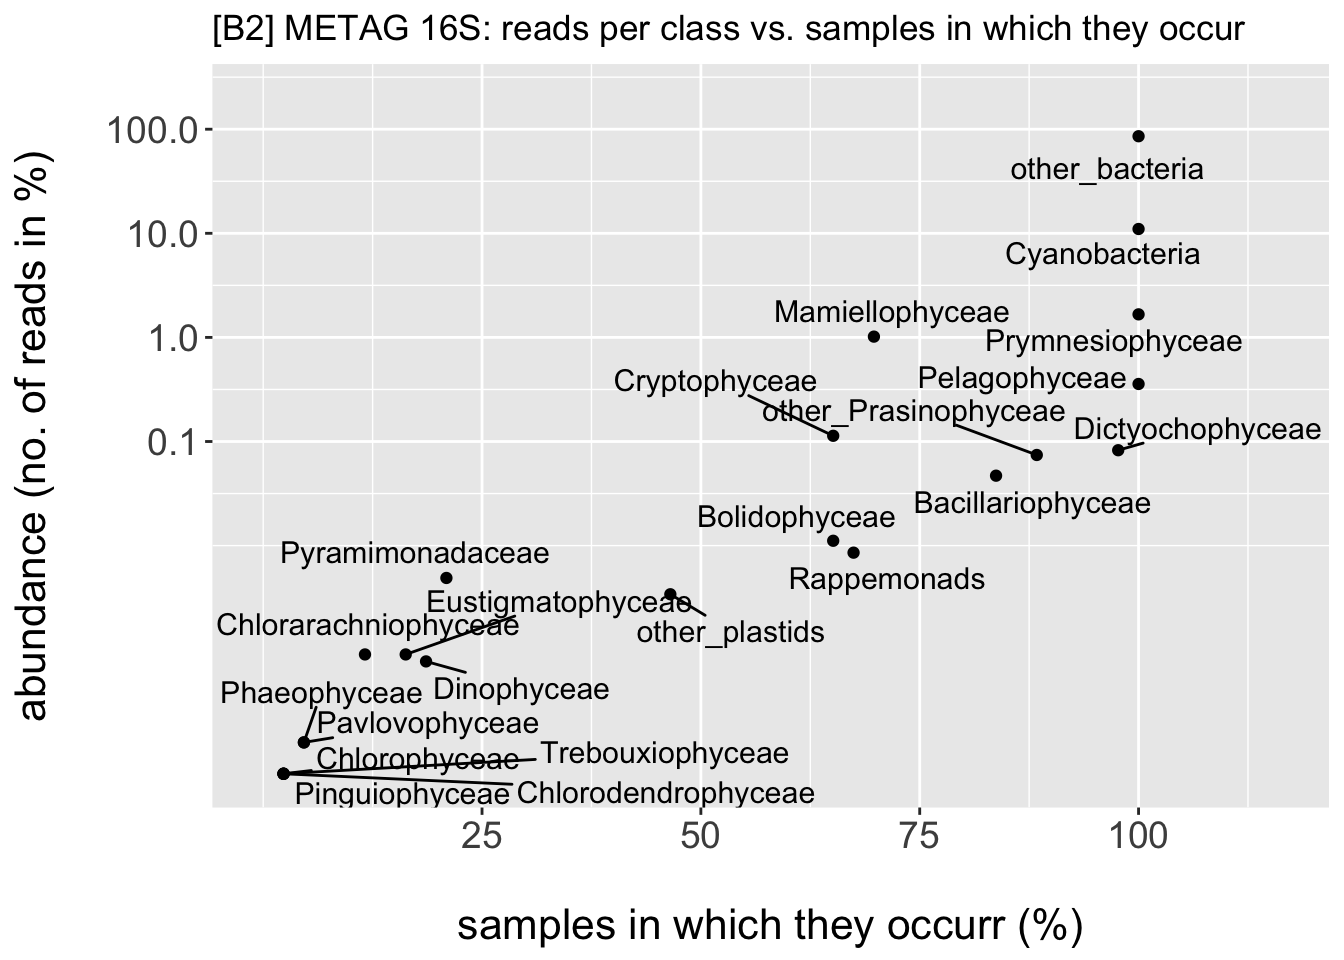 [B2] METAG 16S: reads per class vs. samples in which they occur
abundance (no. of reads in %)
100.0
10.0
1.0
0.1
other_bacteria
Cyanobacteria
Mamiellophyceae
Prymnesiophyceae
Cryptophyceae
Pelagophyceae
other_Prasinophyceae
Dictyochophyceae
Bacillariophyceae
Bolidophyceae
Pyramimonadaceae
Rappemonads
Eustigmatophyceae
Chlorarachniophyceae
other_plastids
Phaeophyceae
Dinophyceae
Pavlovophyceae
Chlorophyceae
Trebouxiophyceae
Pinguiophyceae
Chlorodendrophyceae
25
50
75
100
samples in which they occurr (%)